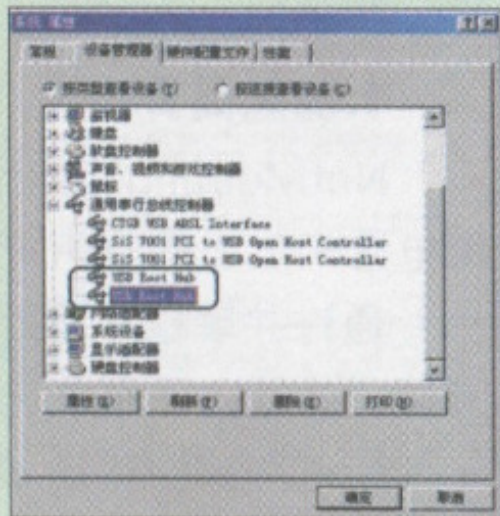 系统 属性
常规 设备管理器 硬件配置文件 性能
按类型查看设备(T) 按连接查看设备(C)
监视器
键盘
软盘控制器
声音、视频和游戏控制器
鼠标
通用串行总线控制器
CTGB USB ADSL Interface
SiS 7001 PCI to USB Open Host Controller
SiS 7001 PCI to USB Open Host Controller
USB Root Hub
USB Root Hub
网络适配器
系统设备
显示适配器
硬盘控制器
属性(R) 刷新(F) 删除(E) 打印(N)
确定 取消